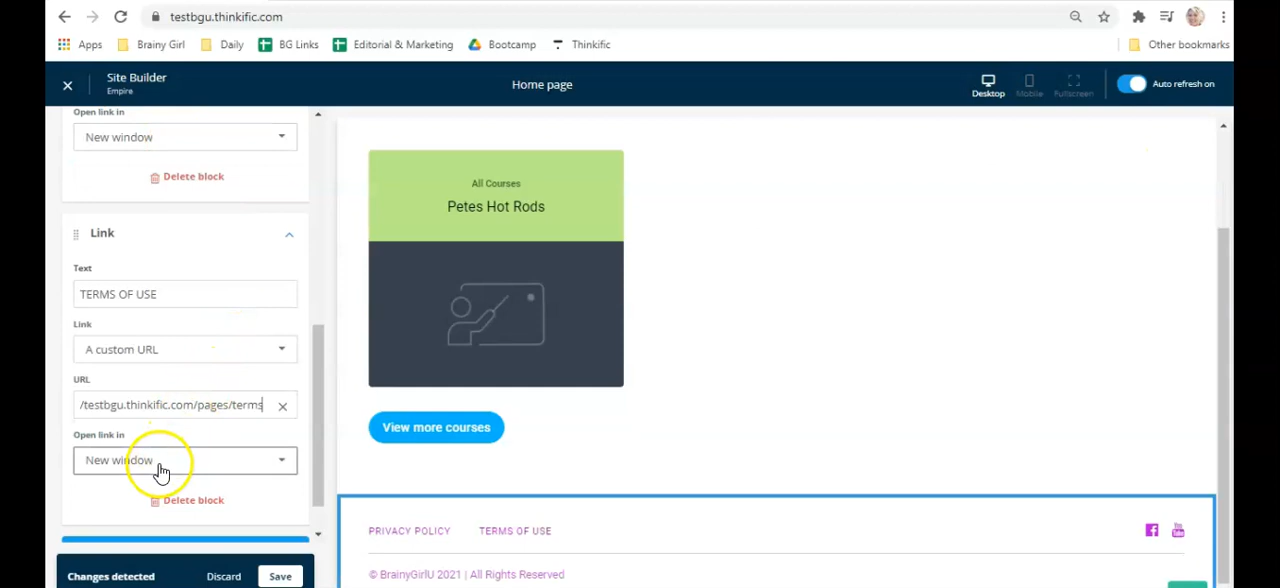 testbgu.thinkific.com
Apps Brainy Girl Daily BG Links Editorial & Marketing Bootcamp Thinkific Other bookmarks
Site Builder
Empire
Home page
Desktop Mobile Fullscreen
Auto refresh on
Open link in
New window
Delete block
Link
Text
TERMS OF USE
Link
A custom URL
URL
/testbgu.thinkific.com/pages/terms
Open link in
New window
Delete block
Changes detected Discard Save
All Courses
Petes Hot Rods
View more courses
PRIVACY POLICY TERMS OF USE
© BrainyGirlU 2021 | All Rights Reserved